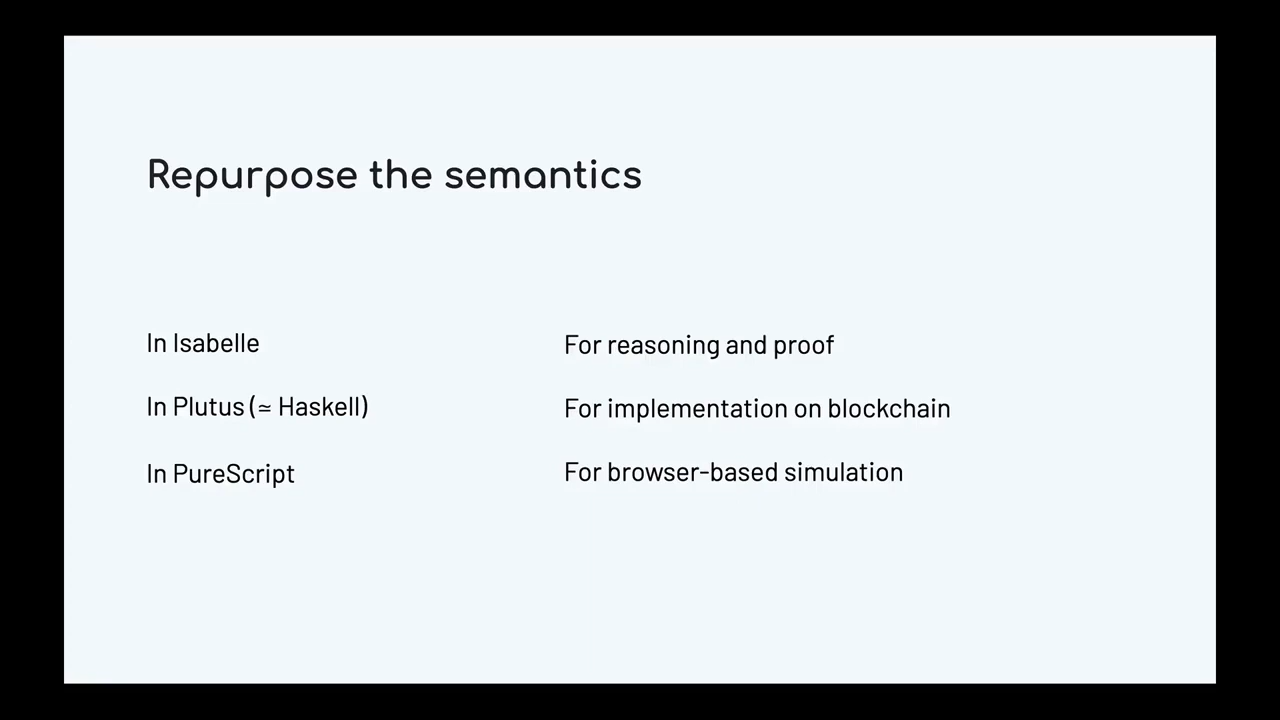 Repurpose the semantics
In Isabelle For reasoning and proof
In Plutus (≃ Haskell) For implementation on blockchain
In PureScript For browser-based simulation